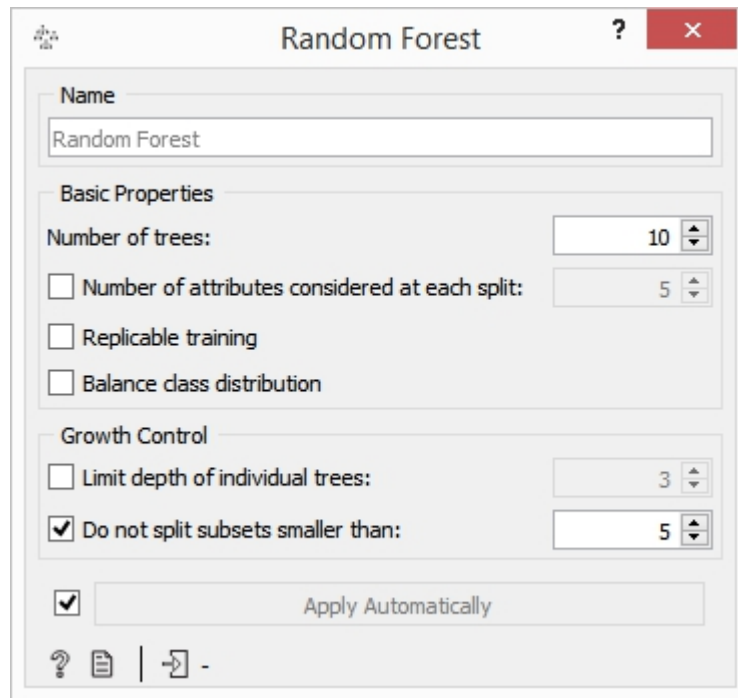 Random Forest ?
Name
Random Forest
Basic Properties
Number of trees: 10
Number of attributes considered at each split: 5
Replicable training
Balance class distribution
Growth Control
Limit depth of individual trees: 3
Do not split subsets smaller than: 5
Apply Automatically
? -